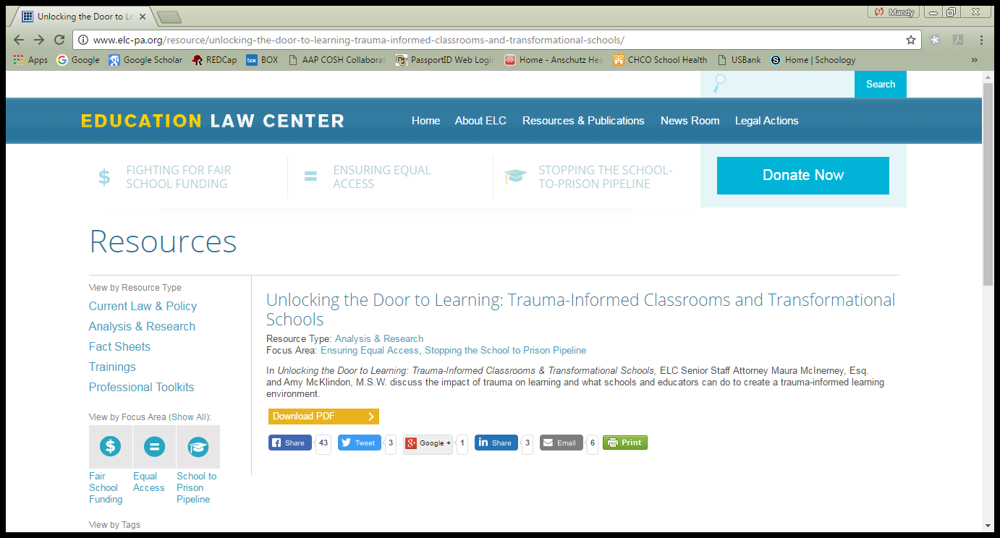 Unlocking the Door to Le
Mandy
www.elc-pa.org/resource/unlocking-the-door-to-learning-trauma-informed-classrooms-and-transformational-schools/
Apps Google Google Scholar REDCap box BOX AAP COSH Collaborat PassportID Web Login Home - Anschutz Hea CHCO School Health USBank Home | Schoology »
Search
EDUCATION LAW CENTER
Home About ELC Resources & Publications News Room Legal Actions
$ FIGHTING FOR FAIR
SCHOOL FUNDING
= ENSURING EQUAL
ACCESS
STOPPING THE SCHOOL-
TO-PRISON PIPELINE
Donate Now
Resources
View by Resource Type
Current Law & Policy
Analysis & Research
Fact Sheets
Trainings
Professional Toolkits
View by Focus Area (Show All):
$ =
Fair
School
Funding
Equal
Access
School to
Prison
Pipeline
View by Tags
Unlocking the Door to Learning: Trauma-Informed Classrooms and Transformational
Schools
Resource Type: Analysis & Research
Focus Area: Ensuring Equal Access, Stopping the School to Prison Pipeline
In Unlocking the Door to Learning: Trauma-Informed Classrooms & Transformational Schools, ELC Senior Staff Attorney Maura McInerney, Esq.
and Amy McKlindon, M.S.W. discuss the impact of trauma on learning and what schools and educators can do to create a trauma-informed learning
environment.
Download PDF
Share 43 Tweet 3 Google + 1 in Share 3 Email 6 Print